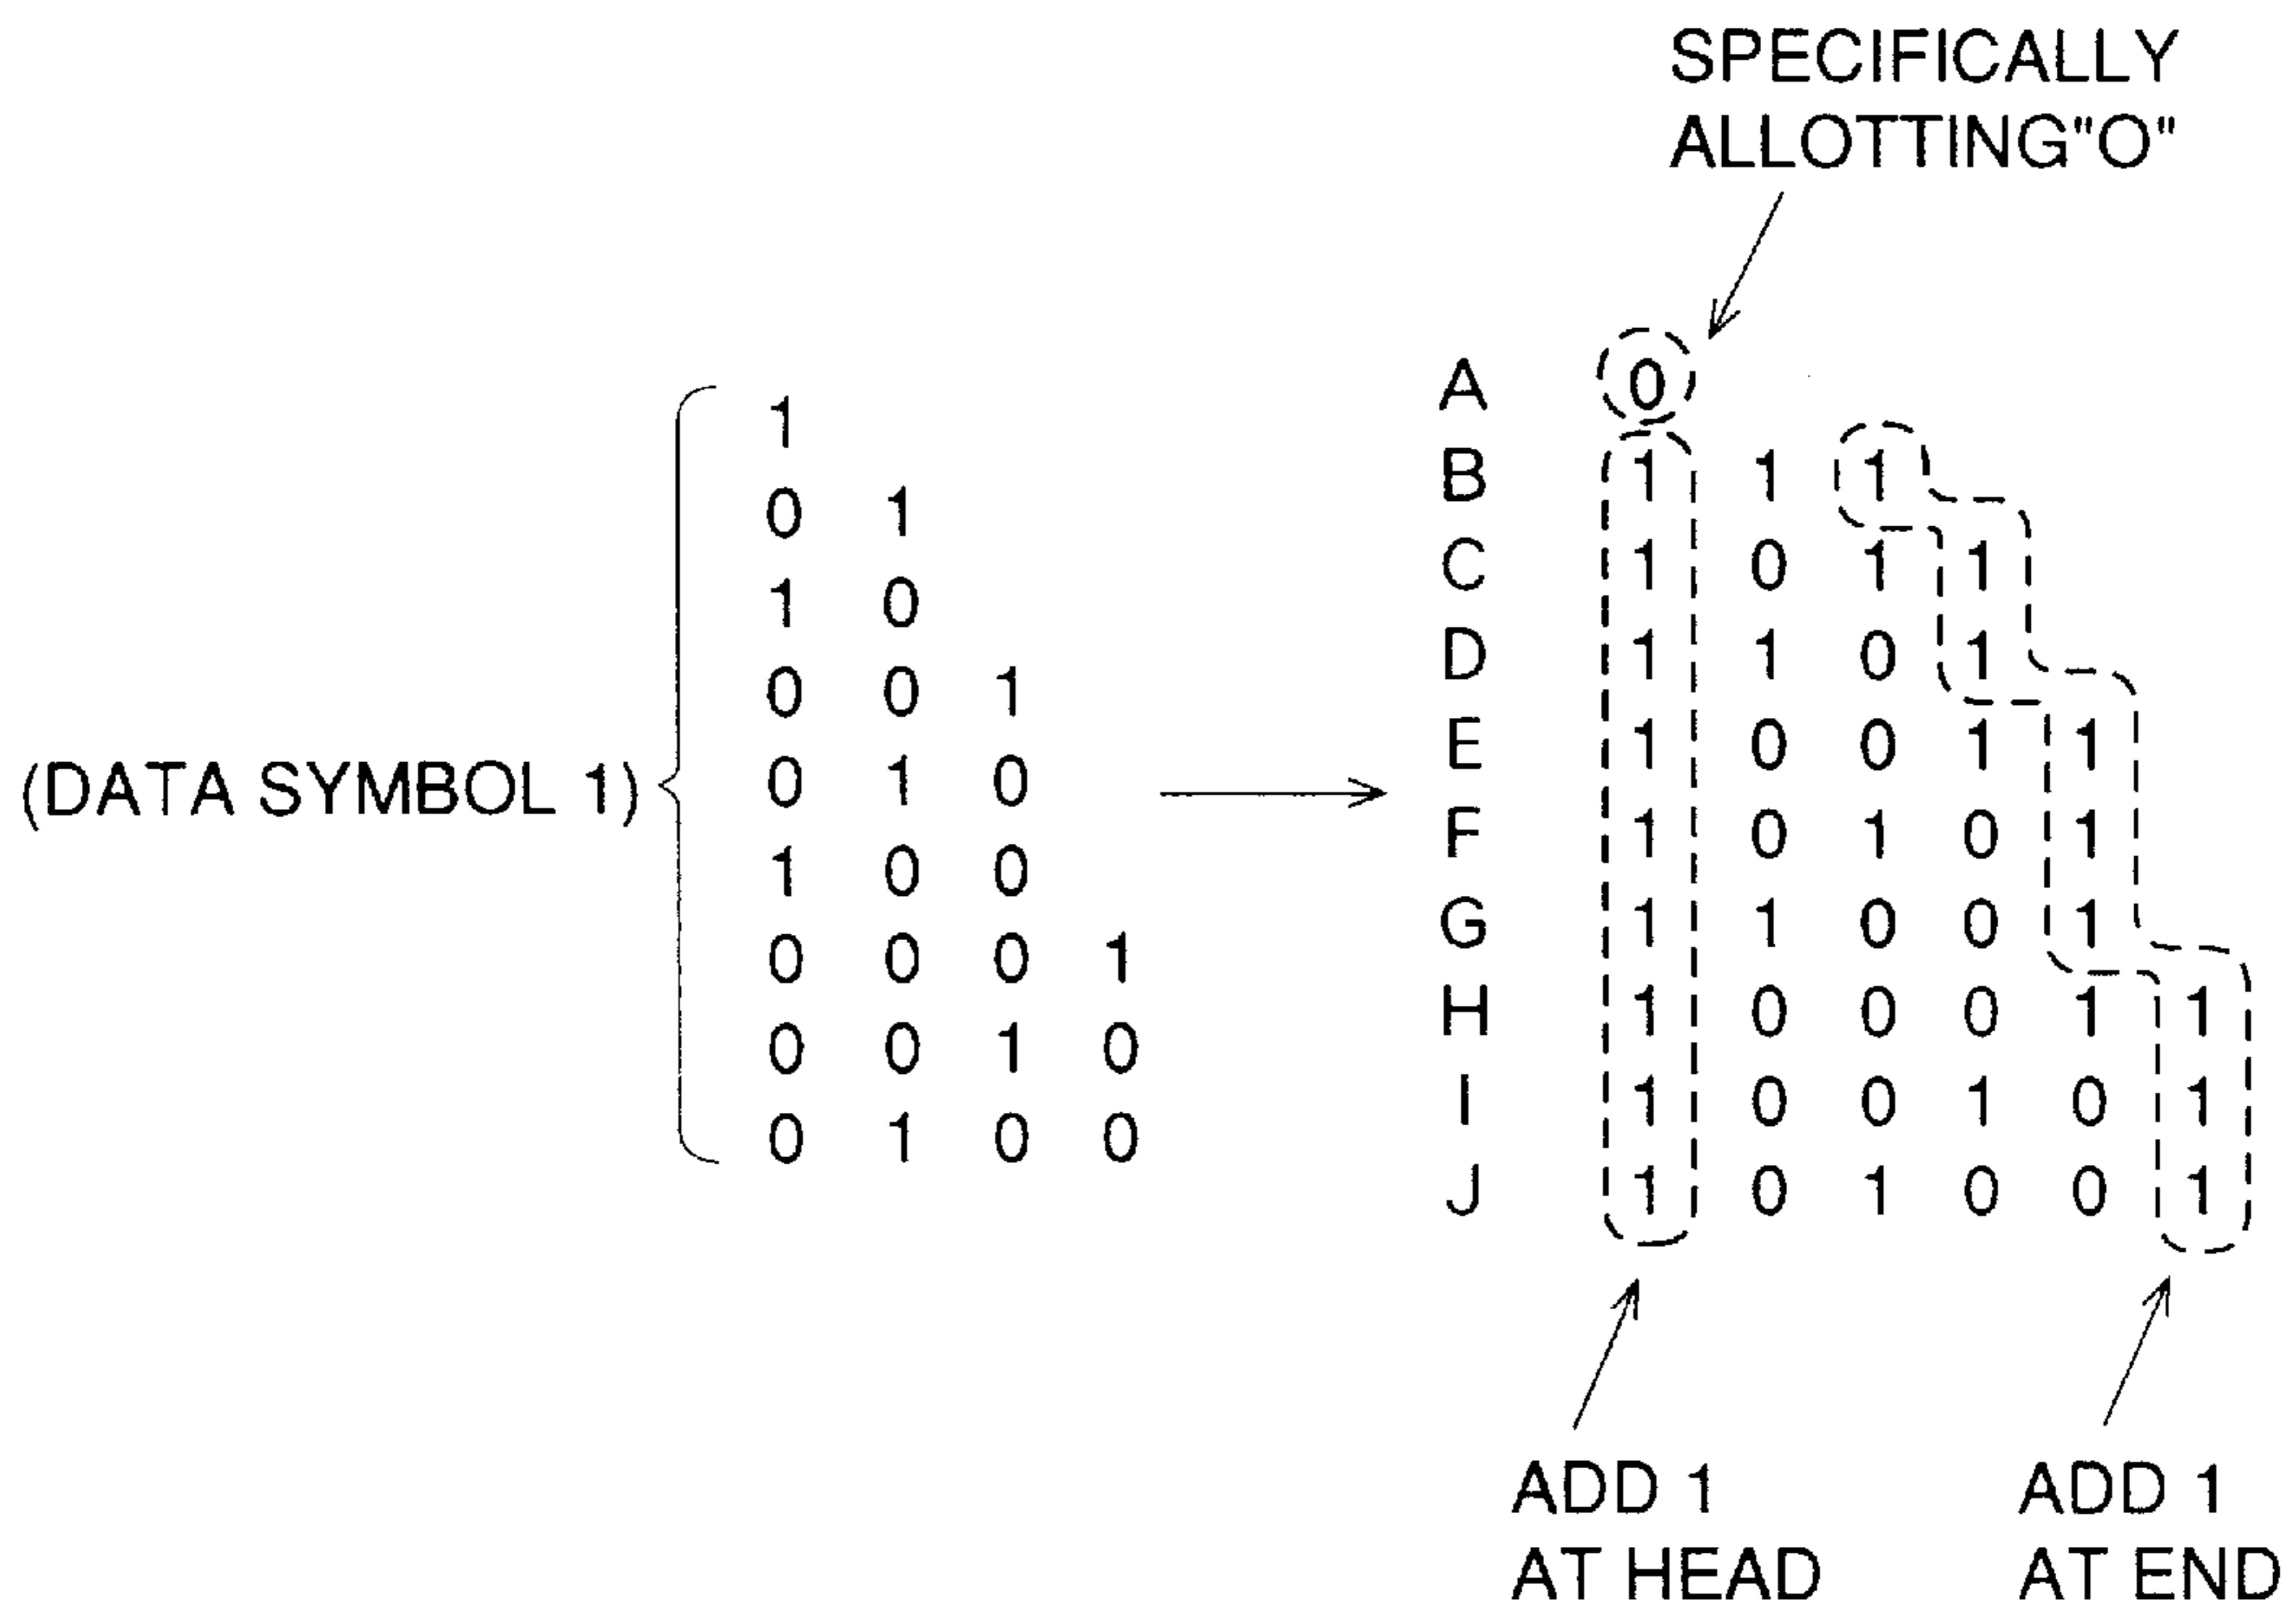 SPECIFICALLY
ALLOTTING"O"
(DATA SYMBOL 1)
1
0 1
1 0
0 0 1
0 1 0
1 0 0
0 0 0 1
0 0 1 0
0 1 0 0
A 0
B 1 1 1
C 1 0 1 1
D 1 1 0 1
E 1 0 0 1 1
F 1 0 1 0 1
G 1 1 0 0 1
H 1 0 0 0 1 1
I 1 0 0 1 0 1
J 1 0 1 0 0 1
ADD 1
AT HEAD
ADD 1
AT END